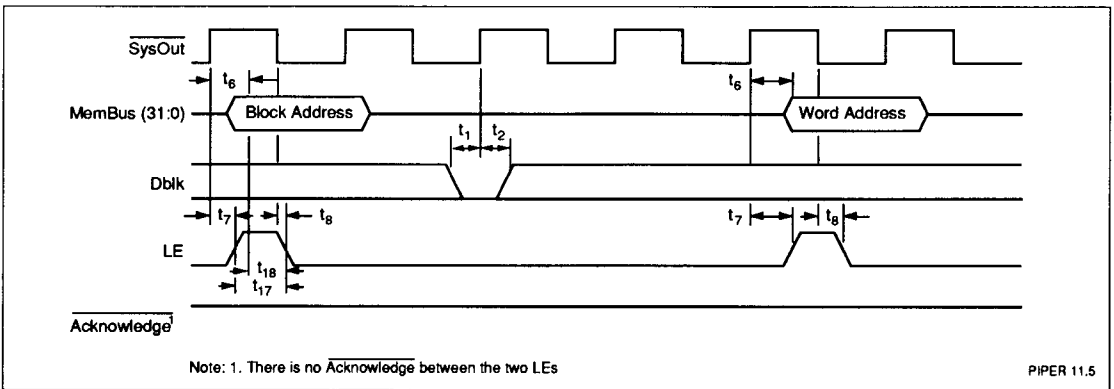 SysOut
t6
t6
MemBus (31:0)
Block Address
Word Address
t1
t2
Dblk
t7
t8
t7
t8
LE
t18
t17
Acknowledge1
Note: 1. There is no Acknowledge between the two LEs
PIPER 11.5